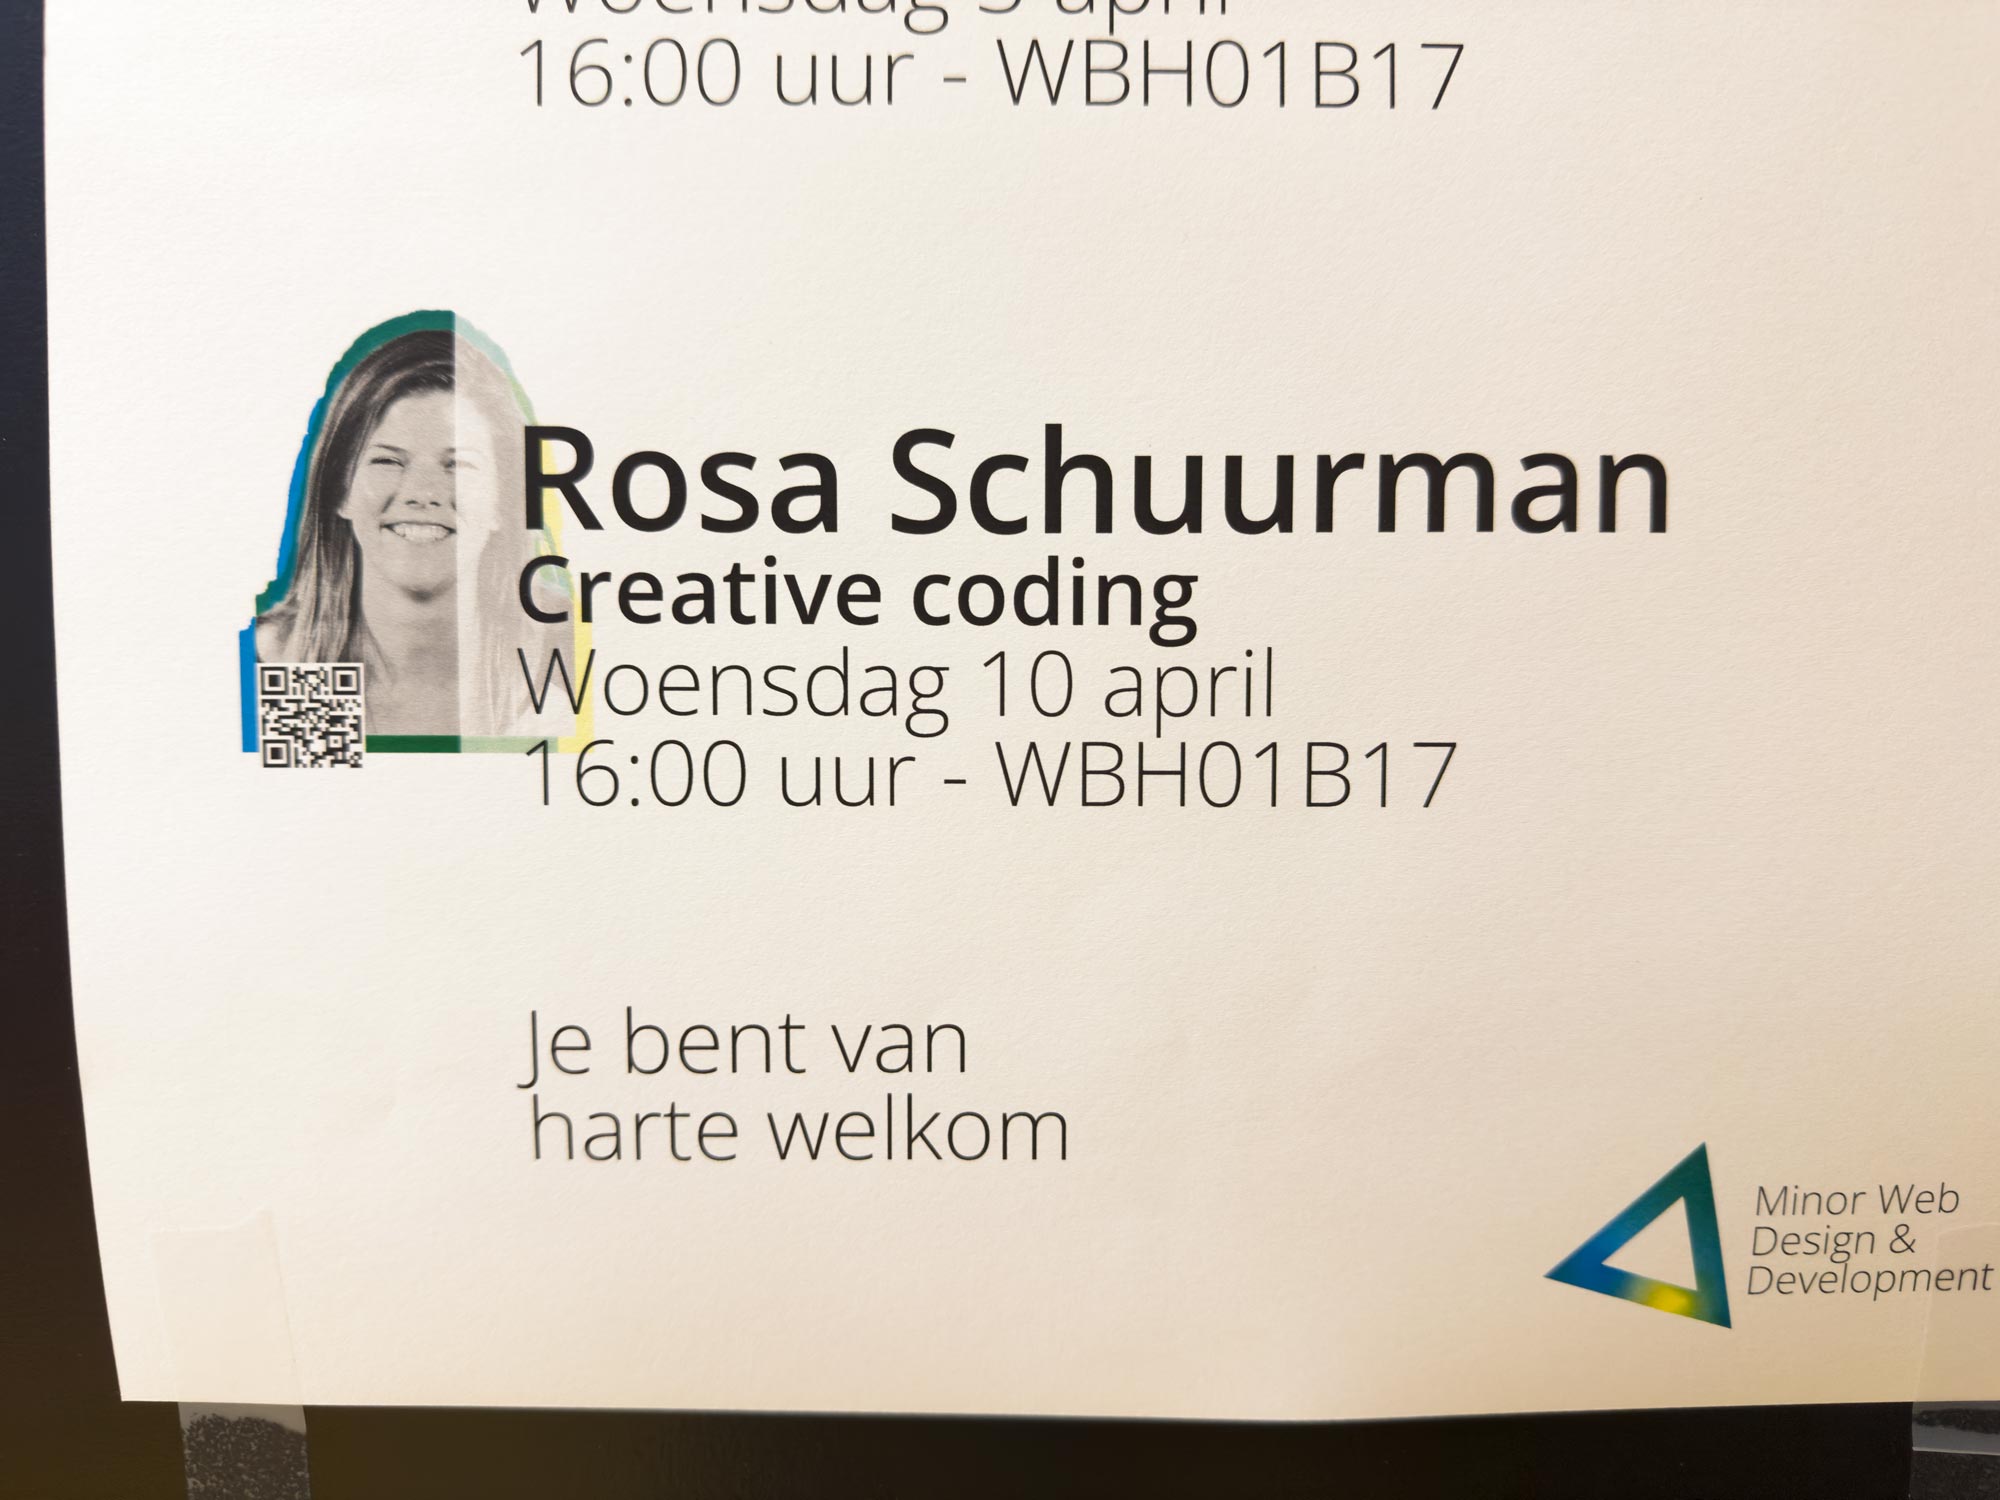 Woensdag 3 april
16:00 uur - WBH01B17
Rosa Schuurman
Creative coding
Woensdag 10 april
16:00 uur - WBH01B17
Je bent van
harte welkom
Minor Web
Design &
Development